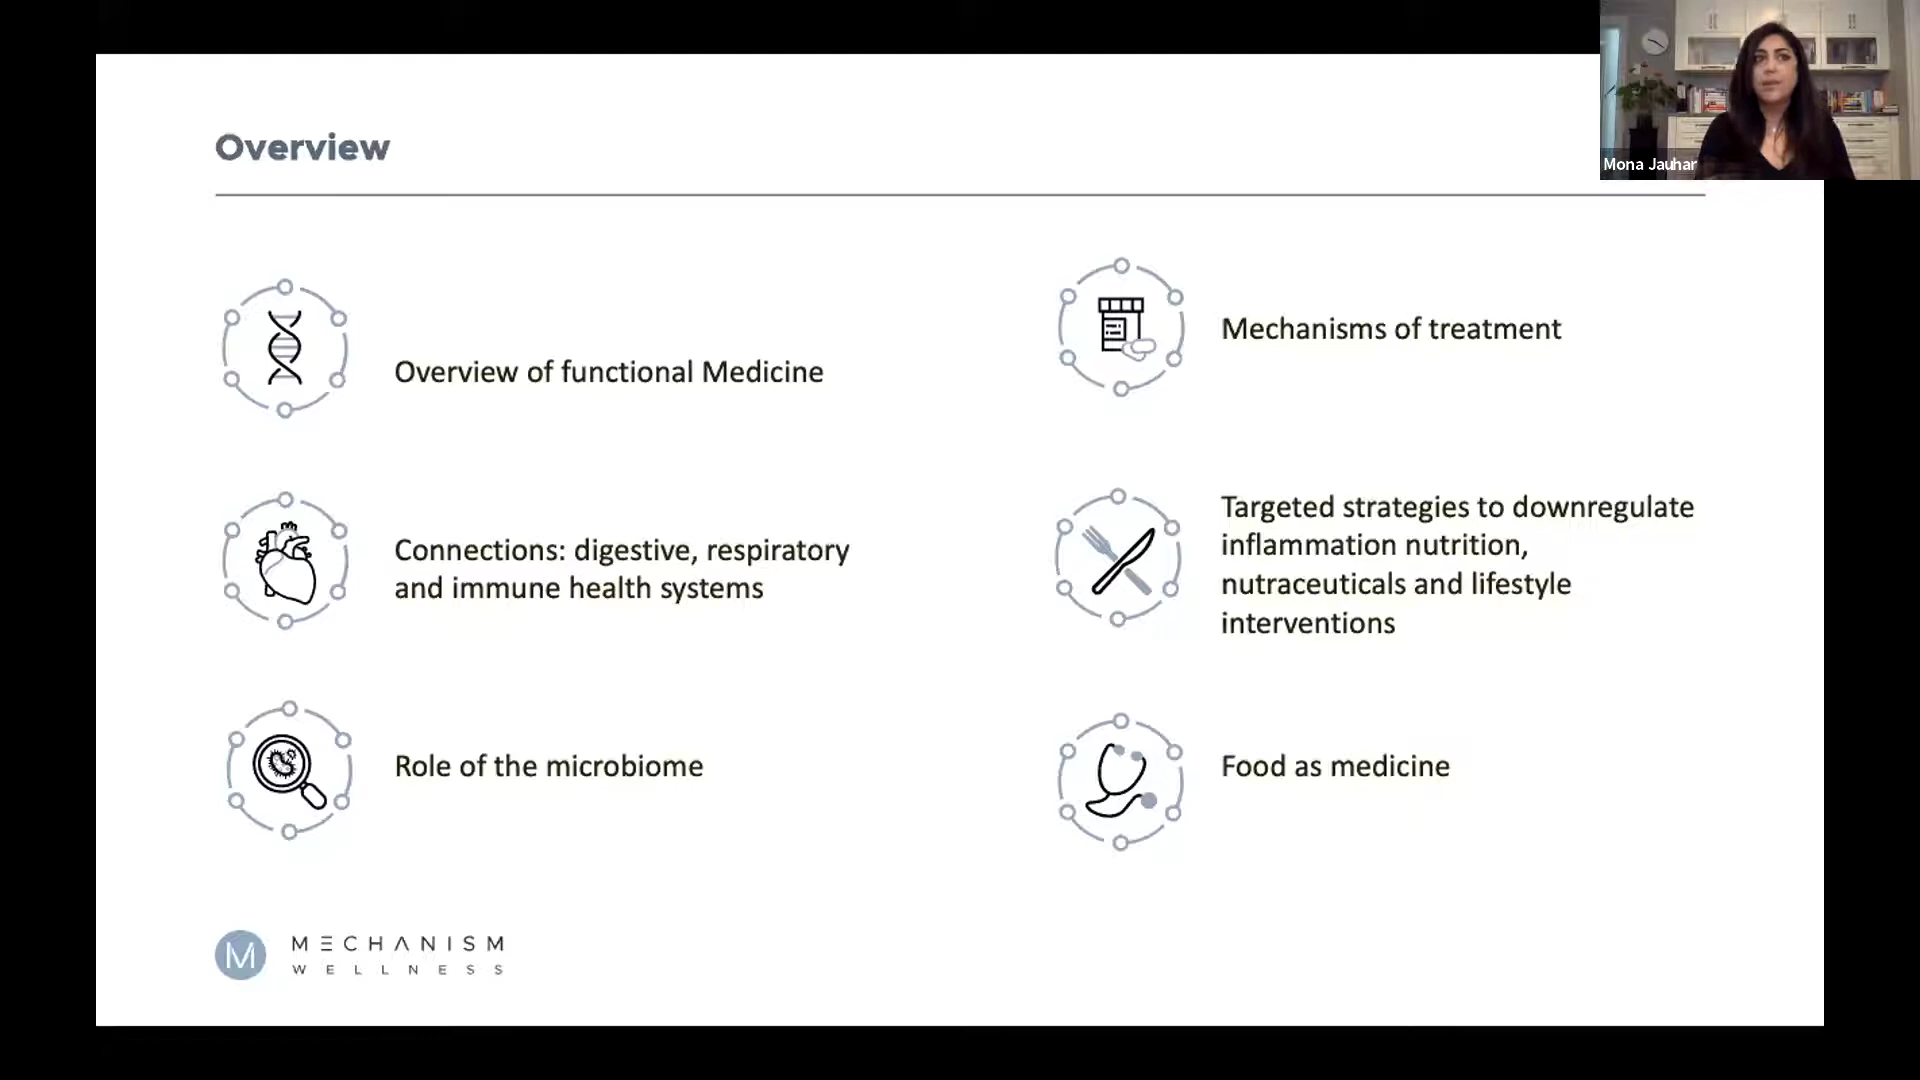 Overview
Mona Jauhar
Overview of functional Medicine
Connections: digestive, respiratory
and immune health systems
Role of the microbiome
Mechanisms of treatment
Targeted strategies to downregulate
inflammation nutrition,
nutraceuticals and lifestyle
interventions
Food as medicine
M
MECHANISM
WELLNESS